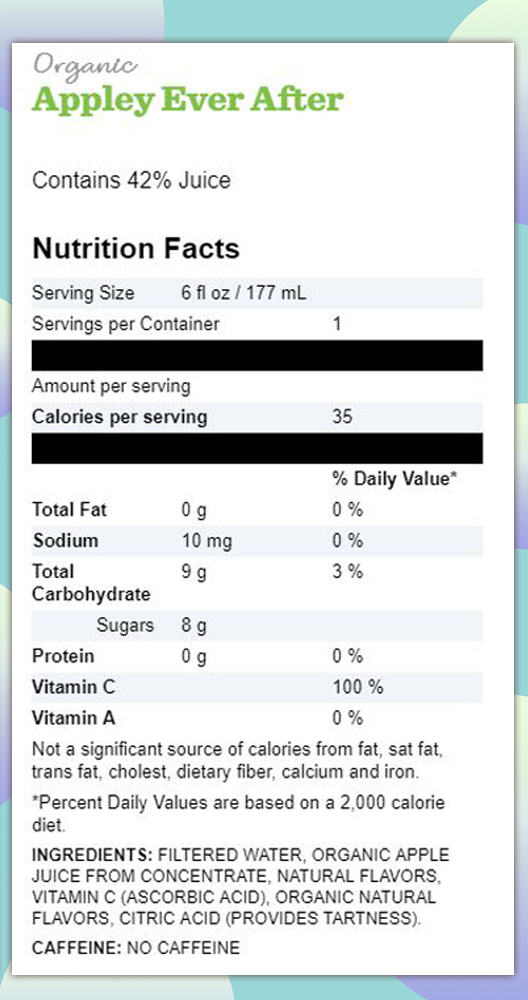 Organic
Appley Ever After
Contains 42% Juice
Nutrition Facts
Serving Size 6 fl oz / 177 mL
Servings per Container 1
Amount per serving
Calories per serving 35
% Daily Value*
Total Fat 0 g 0 %
Sodium 10 mg 0 %
Total 9 g 3 %
Carbohydrate
Sugars 8 g
Protein 0 g 0 %
Vitamin C 100 %
Vitamin A 0 %
Not a significant source of calories from fat, sat fat,
trans fat, cholest, dietary fiber, calcium and iron.
*Percent Daily Values are based on a 2,000 calorie
diet.
INGREDIENTS: FILTERED WATER, ORGANIC APPLE
JUICE FROM CONCENTRATE, NATURAL FLAVORS,
VITAMIN C (ASCORBIC ACID), ORGANIC NATURAL
FLAVORS, CITRIC ACID (PROVIDES TARTNESS).
CAFFEINE: NO CAFFEINE